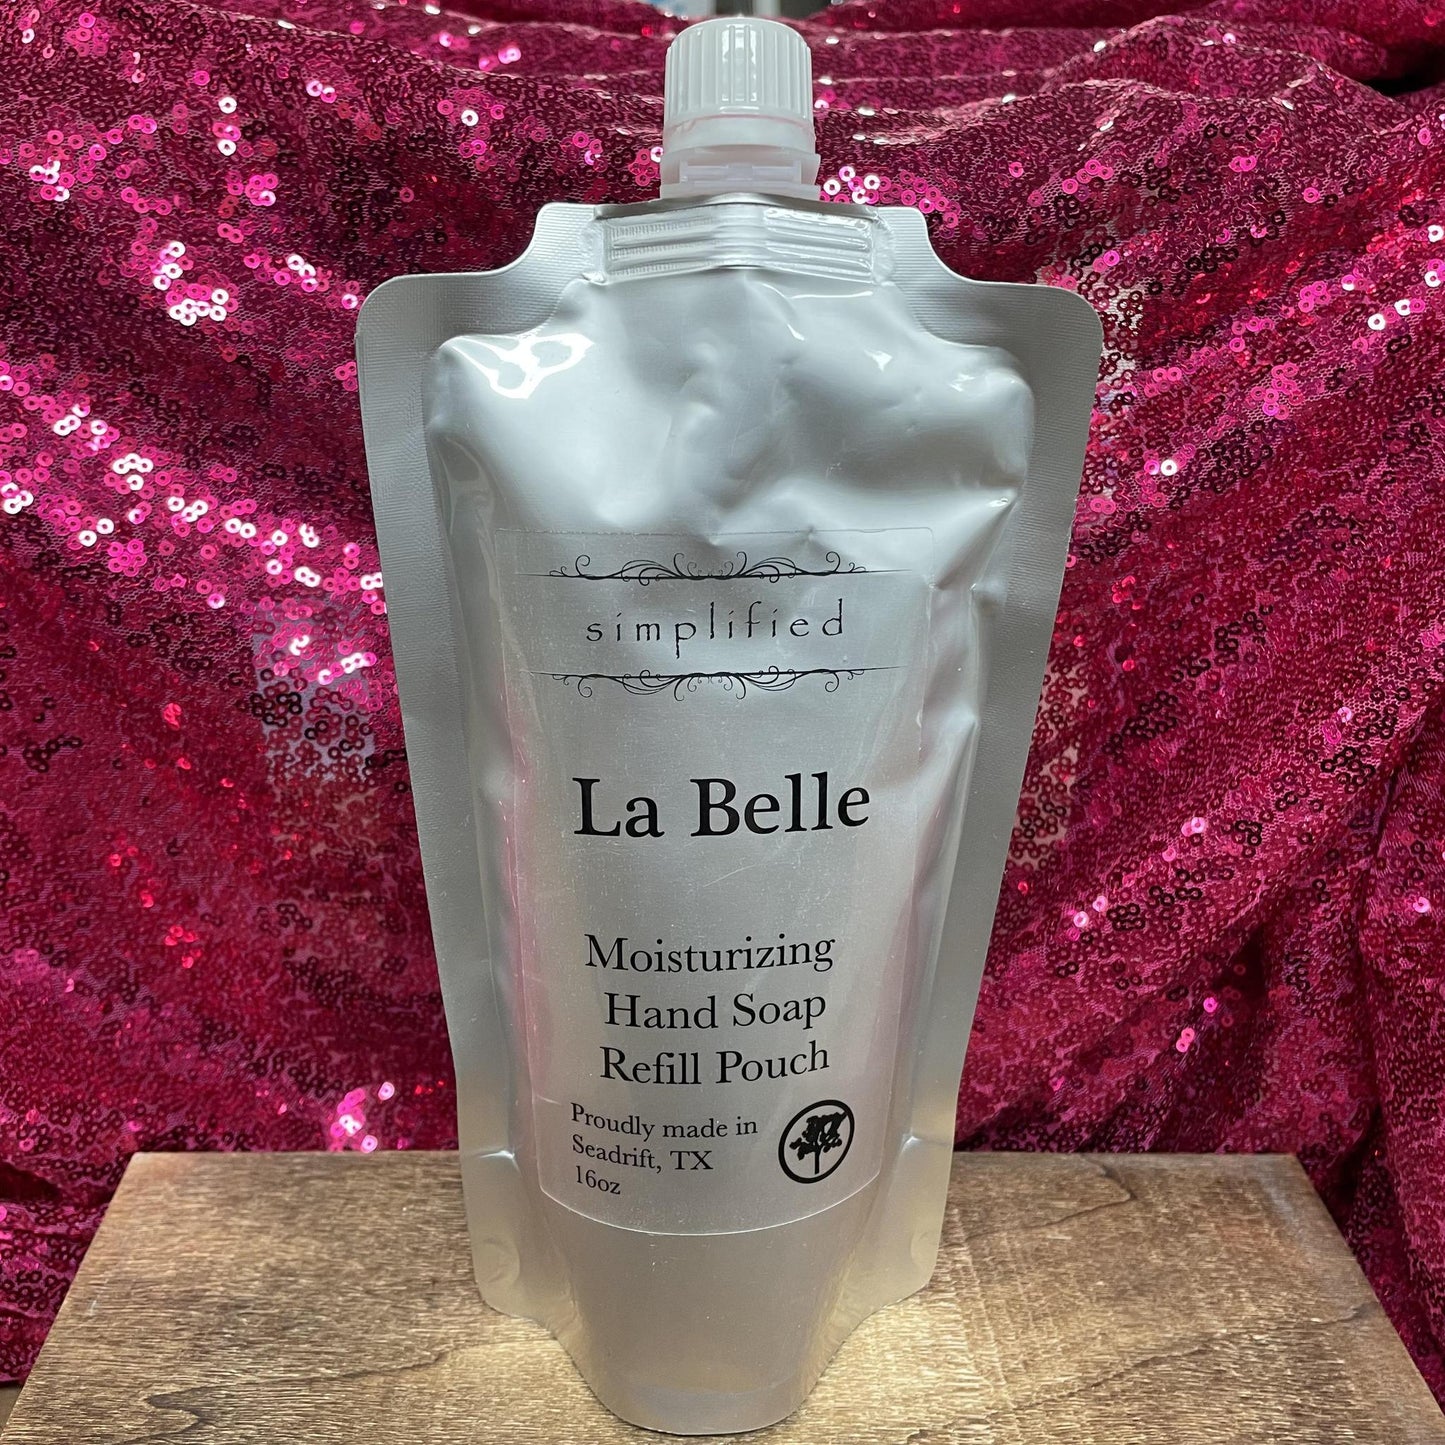 simplified
La Belle
Moisturizing
Hand Soap
Refill Pouch
Proudly made in
Seadrift, TX
16oz